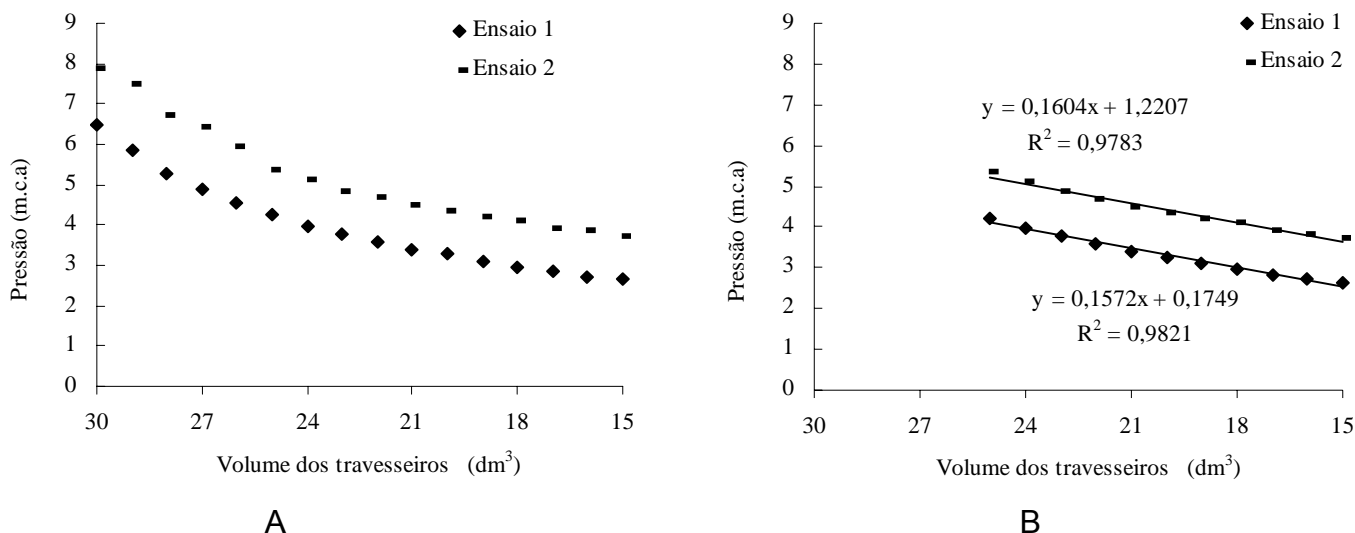 9
8
7
6
5
4
3
2
1
0
Pressão (m.c.a)
Ensaio 1
Ensaio 2
30 27 24 21 18 15
Volume dos travesseiros (dm³)
A
9
8
7
6
5
4
3
2
1
0
Pressão (m.c.a)
Ensaio 1
Ensaio 2
y = 0,1604x + 1,2207
R² = 0,9783
y = 0,1572x + 0,1749
R² = 0,9821
30 27 24 21 18 15
Volume dos travesseiros (dm³)
B